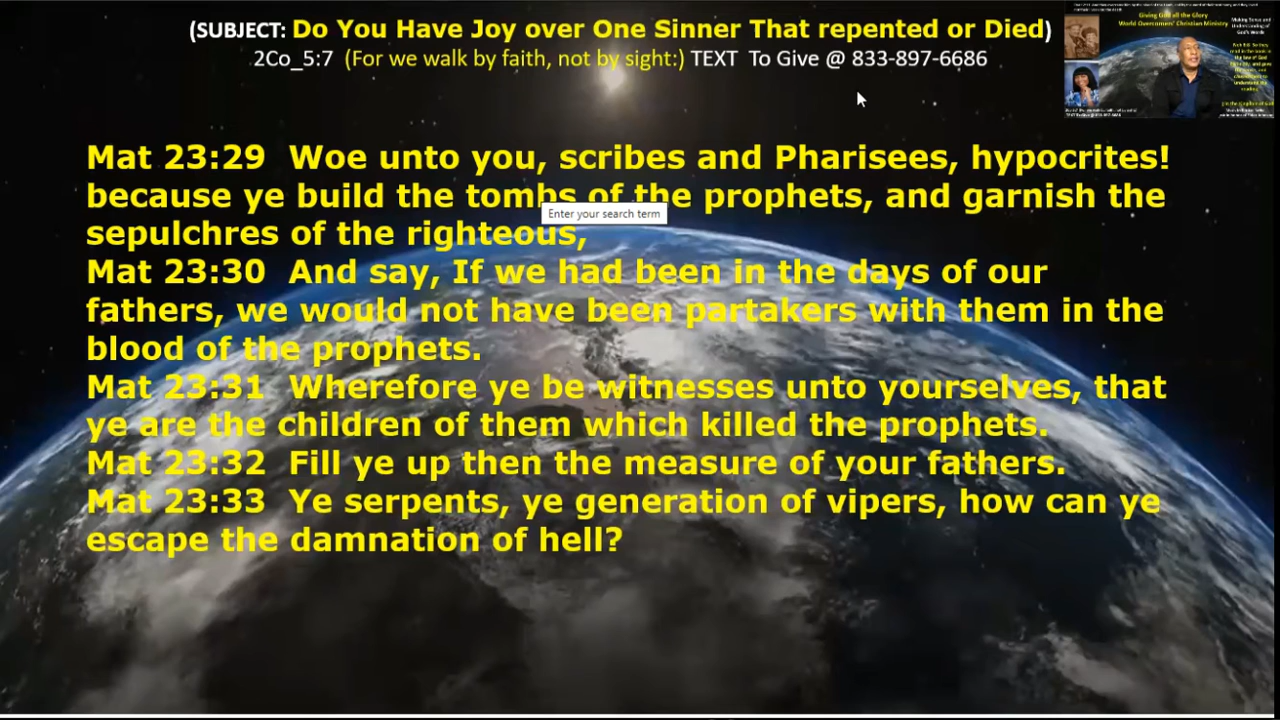 (SUBJECT: Do You Have Joy over One Sinner That repented or Died)
2Co_5:7 (For we walk by faith, not by sight:) TEXT To Give @ 833-897-6686
Giving God all the Glory
World Overcomers' Christian Ministry
Making Sense and
Understanding of
God's Words
Mat 23:29 Woe unto you, scribes and Pharisees, hypocrites!
because ye build the tombs of the prophets, and garnish the
Enter your search term
sepulchres of the righteous,
Mat 23:30 And say, If we had been in the days of our
fathers, we would not have been partakers with them in the
blood of the prophets.
Mat 23:31 Wherefore ye be witnesses unto yourselves, that
ye are the children of them which killed the prophets.
Mat 23:32 Fill ye up then the measure of your fathers.
Mat 23:33 Ye serpents, ye generation of vipers, how can ye
escape the damnation of hell?